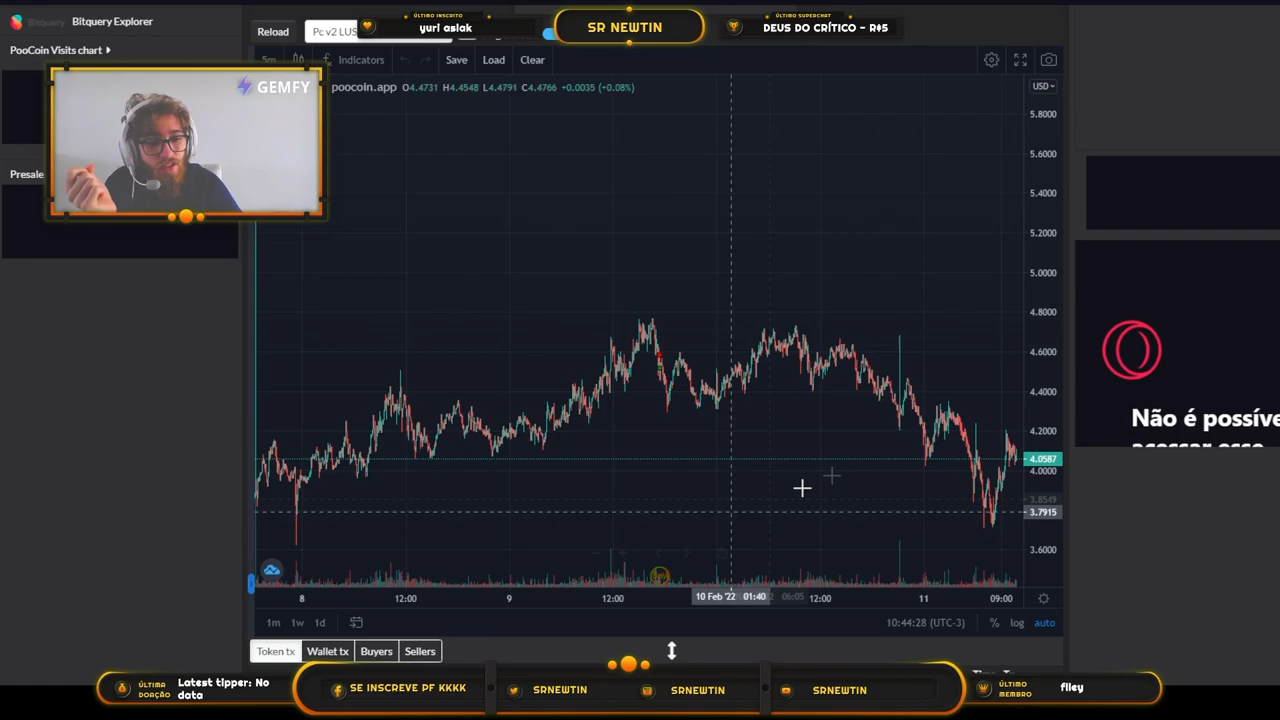 Bitquery
Bitquery Explorer
PooCoin Visits chart
Presale
GEMFY
ÚLTIMO INSCRITO
yuri aslak
SR NEWTIN
ÚLTIMO SUPERCHAT
DEUS DO CRÍTICO - R$5
Reload
Pc v2 LUS
5m
Indicators
Save
Load
Clear
poocoin.app O4.4731 H4.4548 L4.4791 C4.4766 +0.0035 (+0.08%)
USD
5.8000
5.6000
5.4000
5.2000
5.0000
4.8000
4.6000
4.4000
4.2000
4.0587
4.0000
3.8549
3.7915
3.6000
8
12:00
9
12:00
10 Feb '22 01:40
06:05
12:00
11
09:00
1m
1w
1d
10:44:28 (UTC-3)
%
log
auto
Token tx
Wallet tx
Buyers
Sellers
Não é possíve
ÚLTIMA DOAÇÃO
Latest tipper: No data
SE INSCREVE PF KKKK
SRNEWTIN
SRNEWTIN
SRNEWTIN
ÚLTIMO MEMBRO